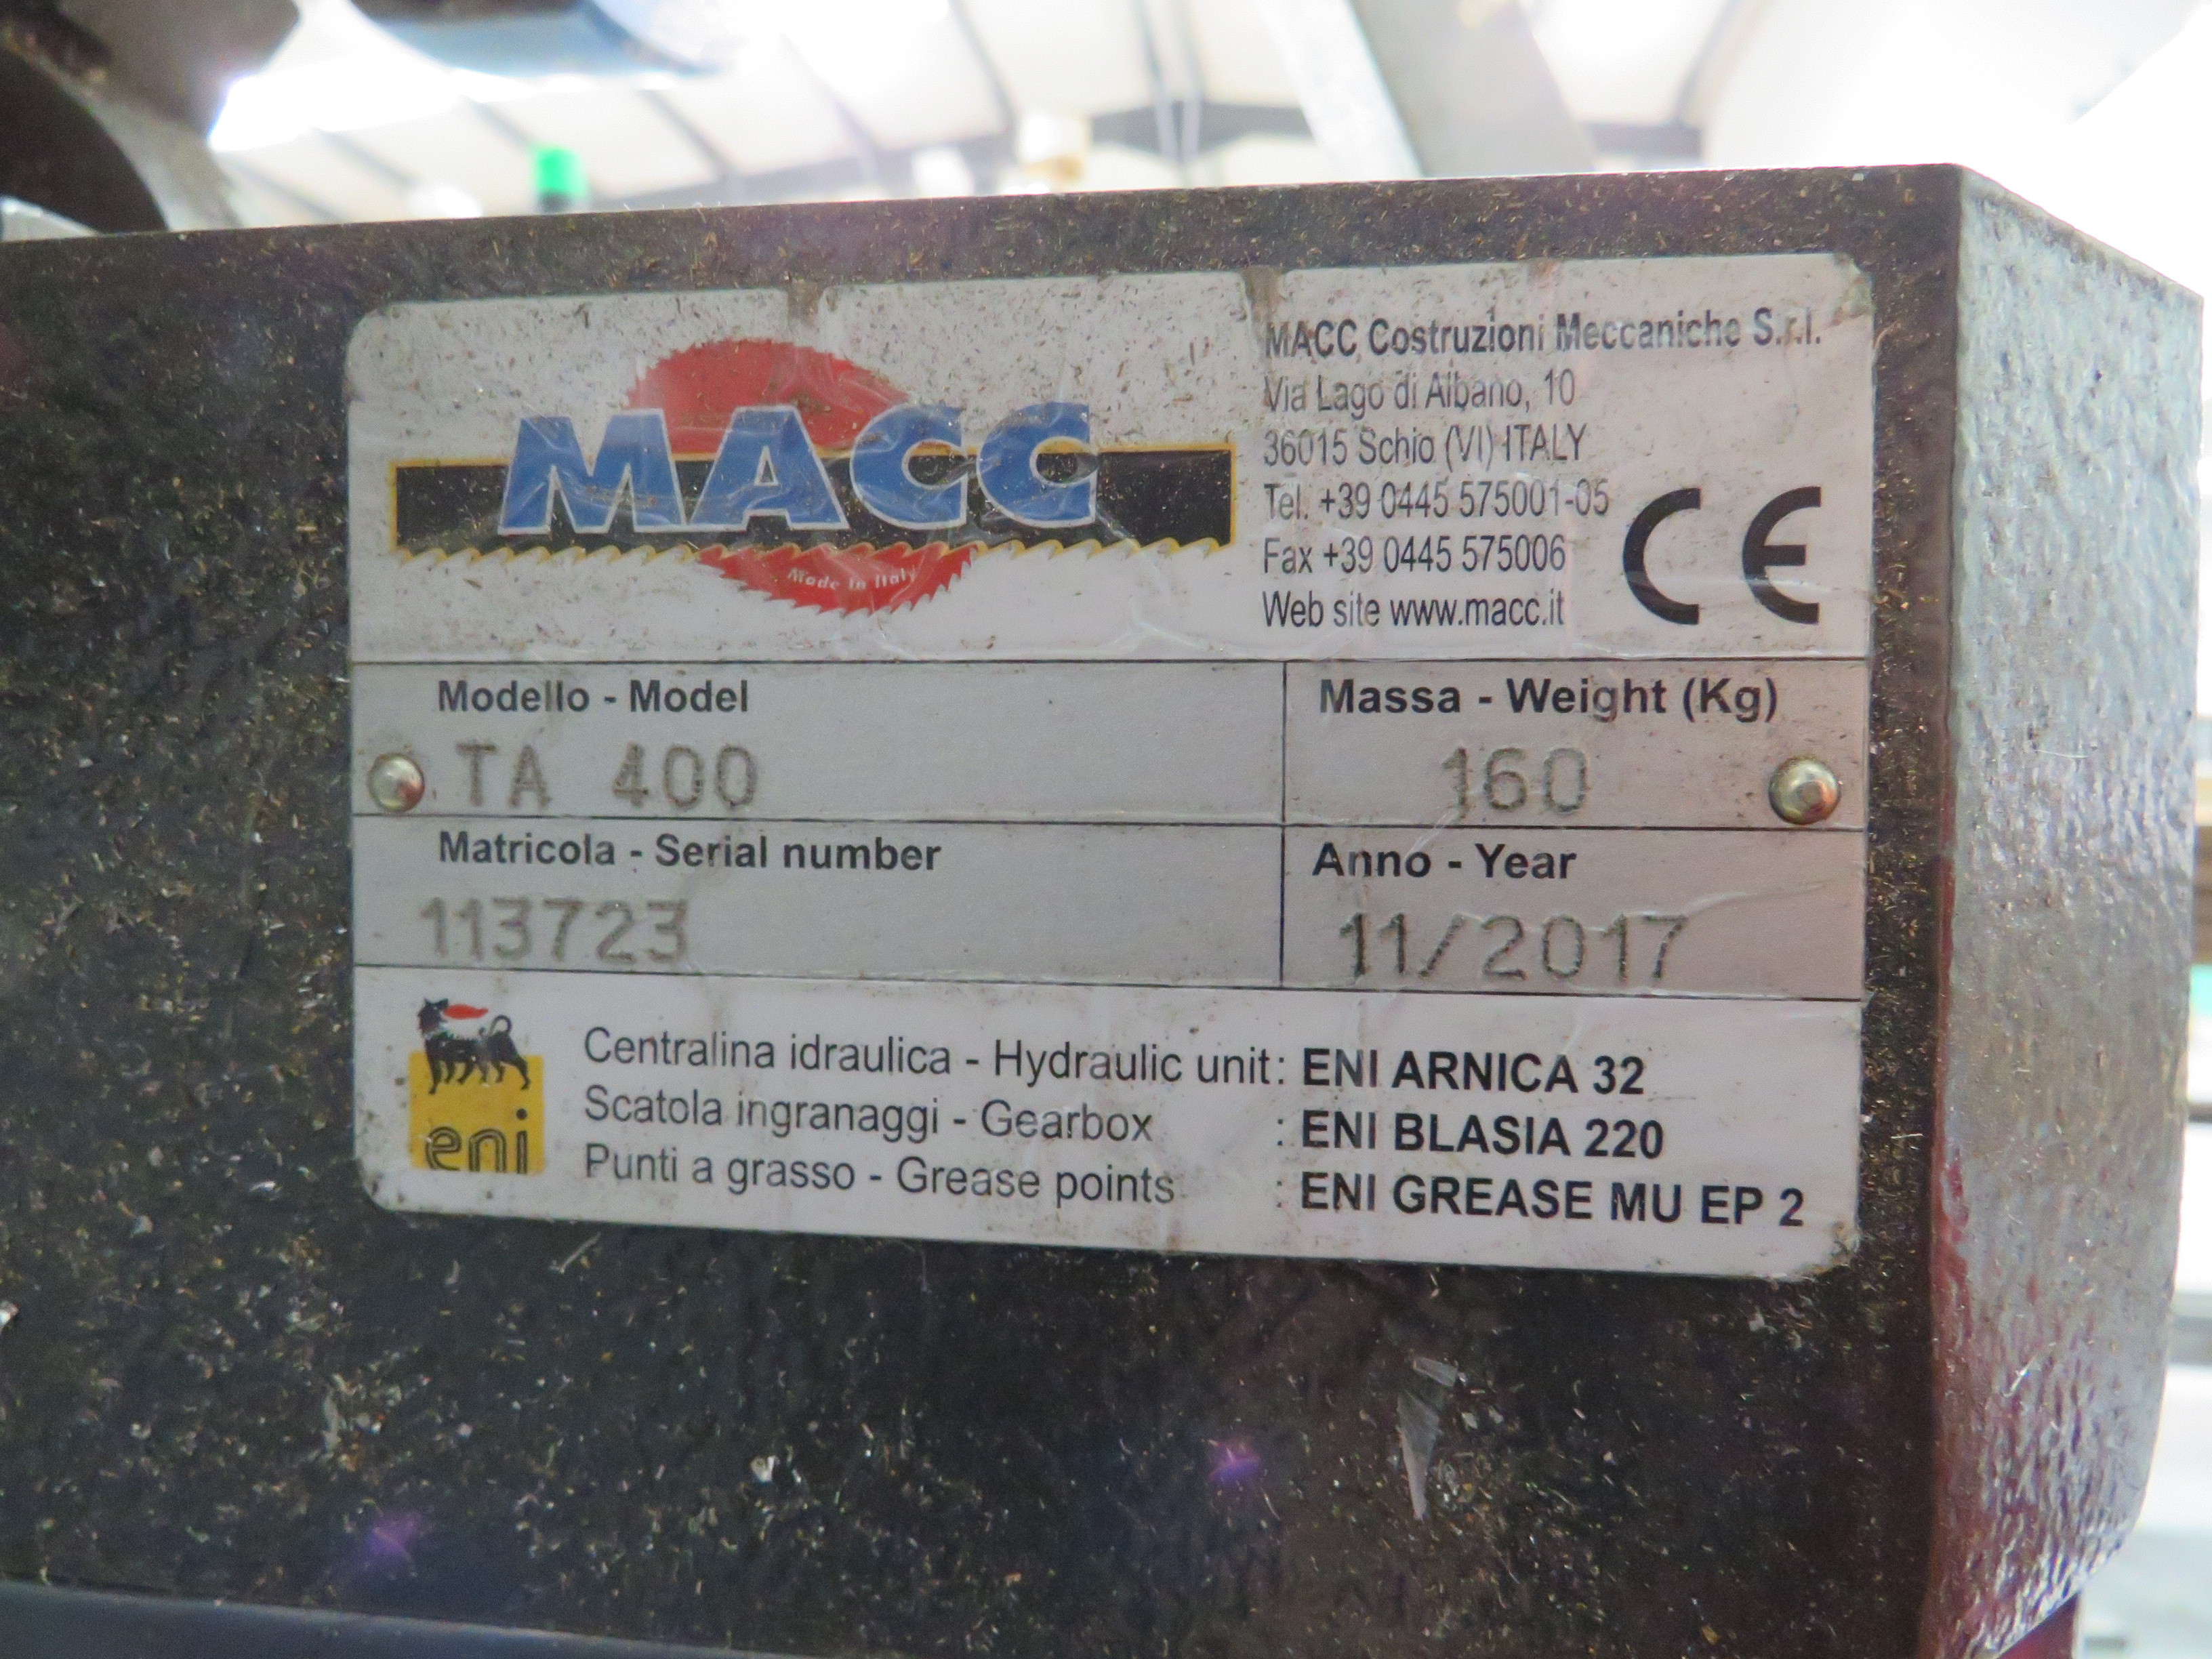 MACC
Made in Italy
MACC Costruzioni Meccaniche S.r.l.
Via Lago di Albano, 10
36015 Schio (VI) ITALY
Tel. +39 0445 575001-05
Fax +39 0445 575006
Web site www.macc.it
CE
Modello - Model
TA 400
Massa - Weight (Kg)
160
Matricola - Serial number
113723
Anno - Year
11/2017
eni
Centralina idraulica - Hydraulic unit: ENI ARNICA 32
Scatola ingranaggi - Gearbox : ENI BLASIA 220
Punti a grasso - Grease points : ENI GREASE MU EP 2